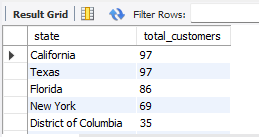 Result Grid Filter Rows:
state total_customers
California 97
Texas 97
Florida 86
New York 69
District of Columbia 35